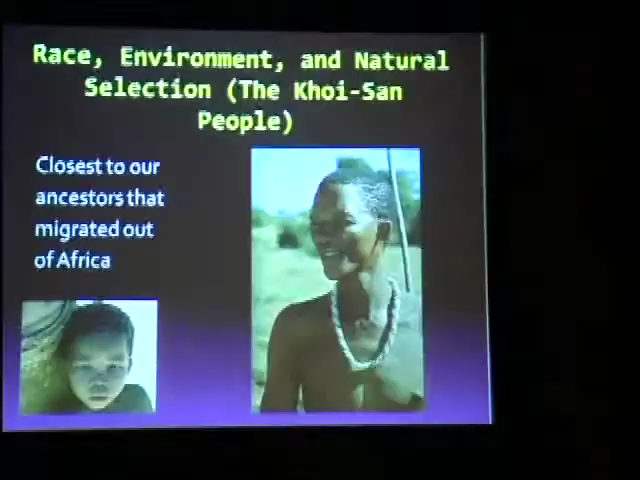 Race, Environment, and Natural
Selection (The Khoi-San
People)
Closest to our
ancestors that
migrated out
of Africa